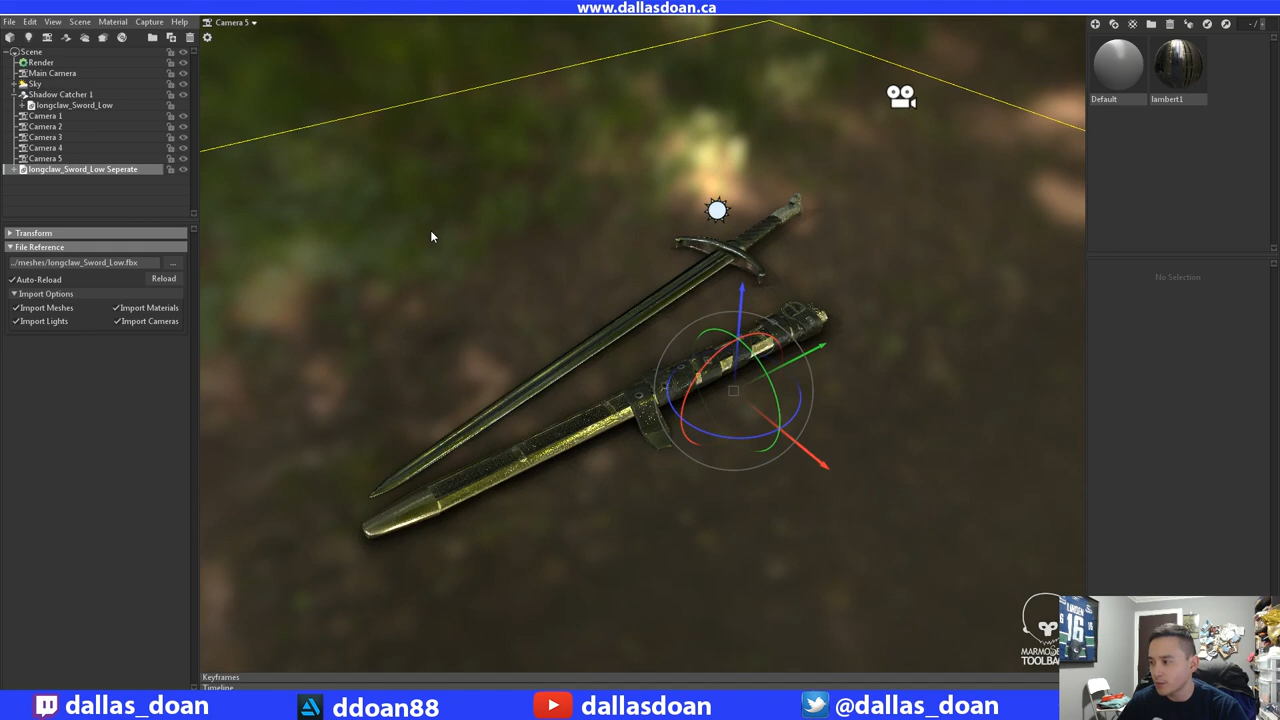 www.dallasdoan.ca
File Edit View Scene Material Capture Help
Camera 5
Scene
Render
Main Camera
Sky
Shadow Catcher 1
longclaw_Sword_Low
Camera 1
Camera 2
Camera 3
Camera 4
Camera 5
longclaw_Sword_Low Seperate
Transform
File Reference
../meshes/longclaw_Sword_Low.fbx ...
Auto-Reload Reload
Import Options
Import Meshes Import Materials
Import Lights Import Cameras
Default lambert1
No Selection
LINDEN
16
MARMOSET
TOOLBAG
Keyframes
Timeline
dallas_doan ddoan88 dallasdoan @dallas_doan